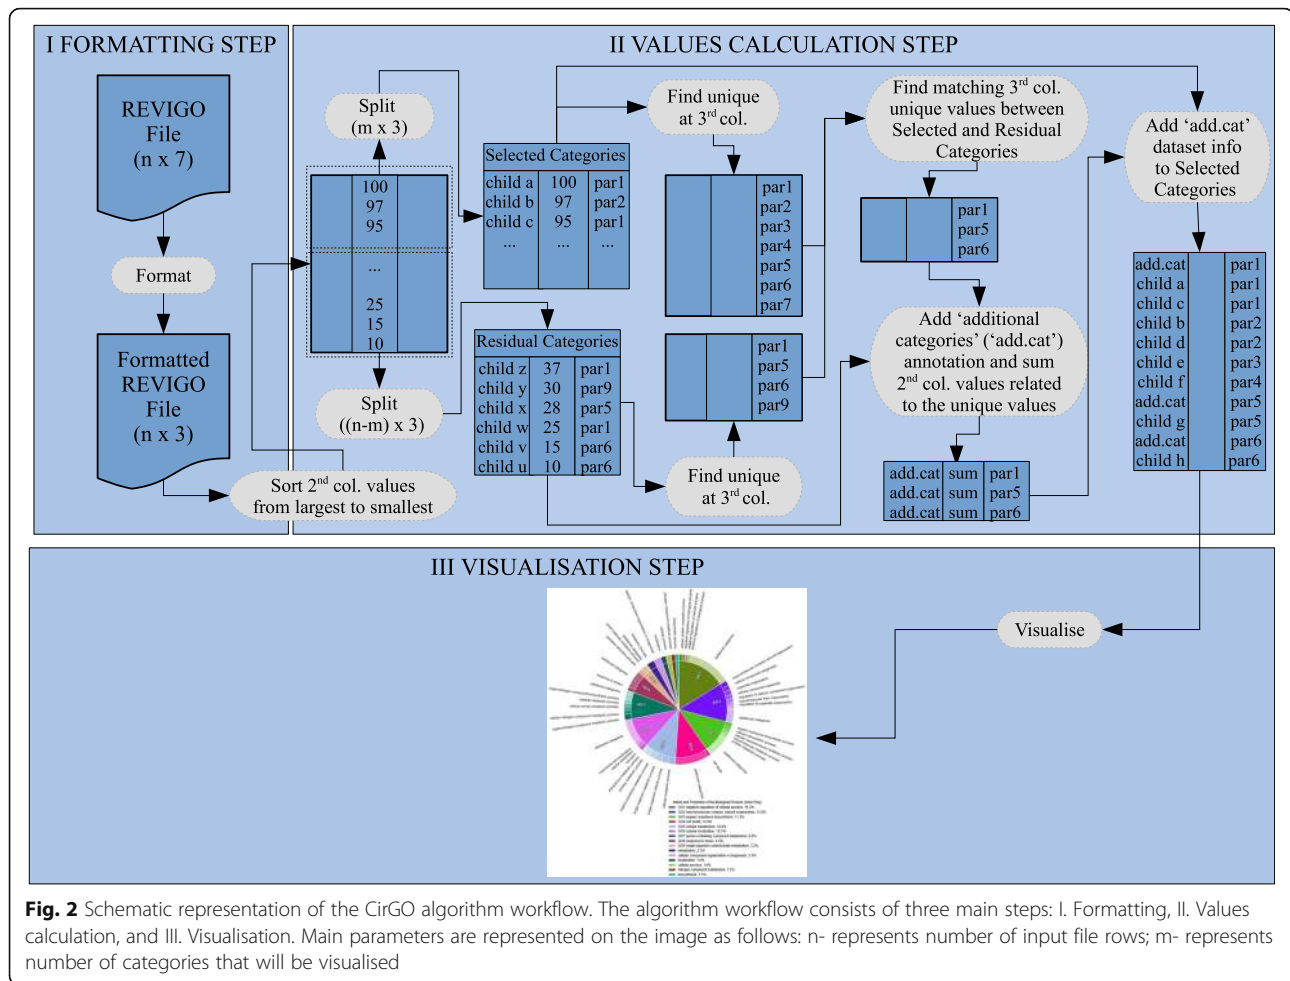 I FORMATTING STEP
REVIGO
File
(n x 7)
Format
Formatted
REVIGO
File
(n x 3)
Sort 2nd col. values
from largest to smallest
II VALUES CALCULATION STEP
Split
(m x 3)
100
97
95
...
25
15
10
Split
((n-m) x 3)
Selected Categories
child a 100 par1
child b 97 par2
child c 95 par1
... ... ...
Residual Categories
child z 37 par1
child y 30 par9
child x 28 par5
child w 25 par1
child v 15 par6
child u 10 par6
Find unique
at 3rd col.
par1
par2
par3
par4
par5
par6
par7
par1
par5
par6
par9
Find unique
at 3rd col.
Find matching 3rd col.
unique values between
Selected and Residual
Categories
par1
par5
par6
Add ‘additional
categories’ (‘add.cat’)
annotation and sum
2nd col. values related
to the unique values
add.cat sum par1
add.cat sum par5
add.cat sum par6
Add ‘add.cat’
dataset info
to Selected
Categories
add.cat par1
child a par1
child c par1
child b par2
child d par2
child e par3
child f par4
add.cat par5
child g par5
add.cat par6
child h par6
III VISUALISATION STEP
Visualise
Fig. 2 Schematic representation of the CirGO algorithm workflow. The algorithm workflow consists of three main steps: I. Formatting, II. Values
calculation, and III. Visualisation. Main parameters are represented on the image as follows: n- represents number of input file rows; m- represents
number of categories that will be visualised